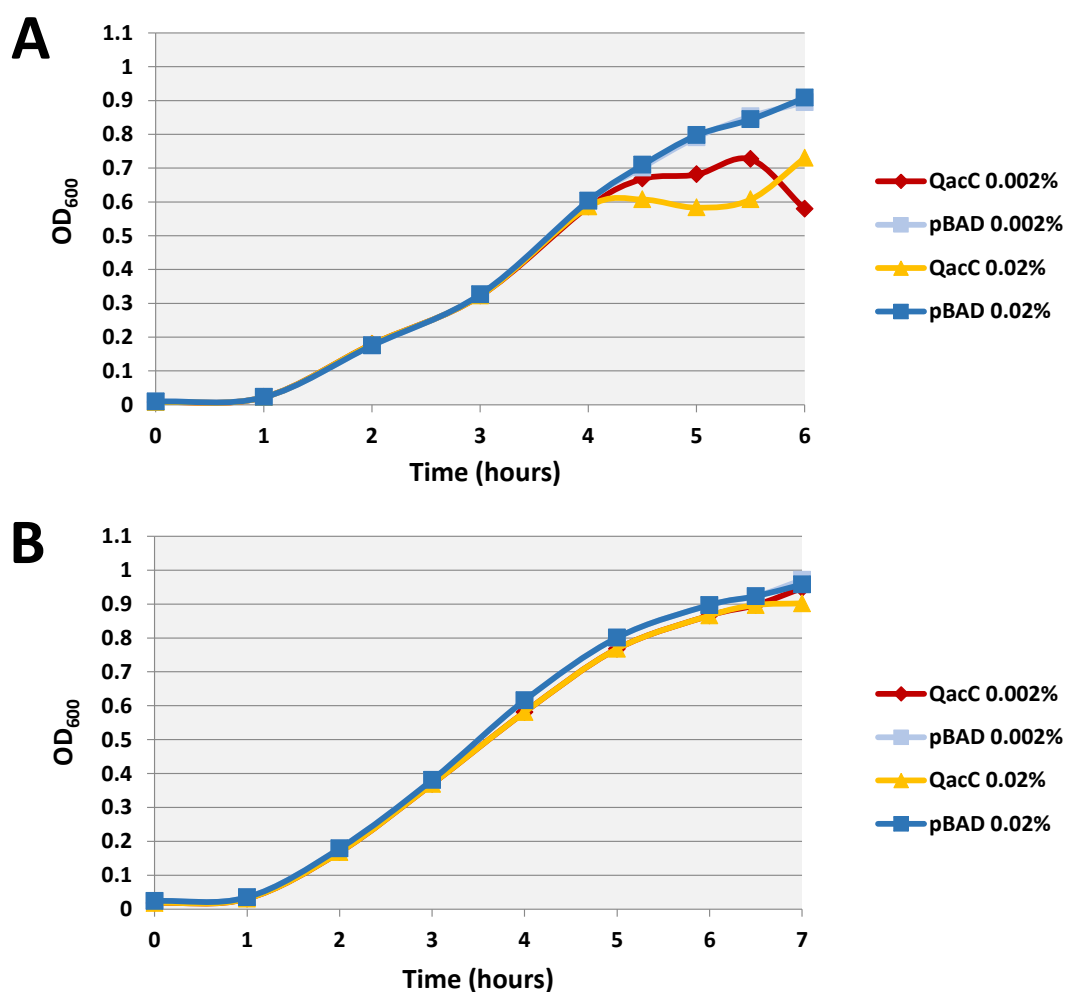 A
1.1
1
0.9
0.8
0.7
0.6
0.5
0.4
0.3
0.2
0.1
0
OD600
0 1 2 3 4 5 6
Time (hours)
QacC 0.002%
pBAD 0.002%
QacC 0.02%
pBAD 0.02%
B
1.1
1
0.9
0.8
0.7
0.6
0.5
0.4
0.3
0.2
0.1
0
OD600
0 1 2 3 4 5 6 7
Time (hours)
QacC 0.002%
pBAD 0.002%
QacC 0.02%
pBAD 0.02%